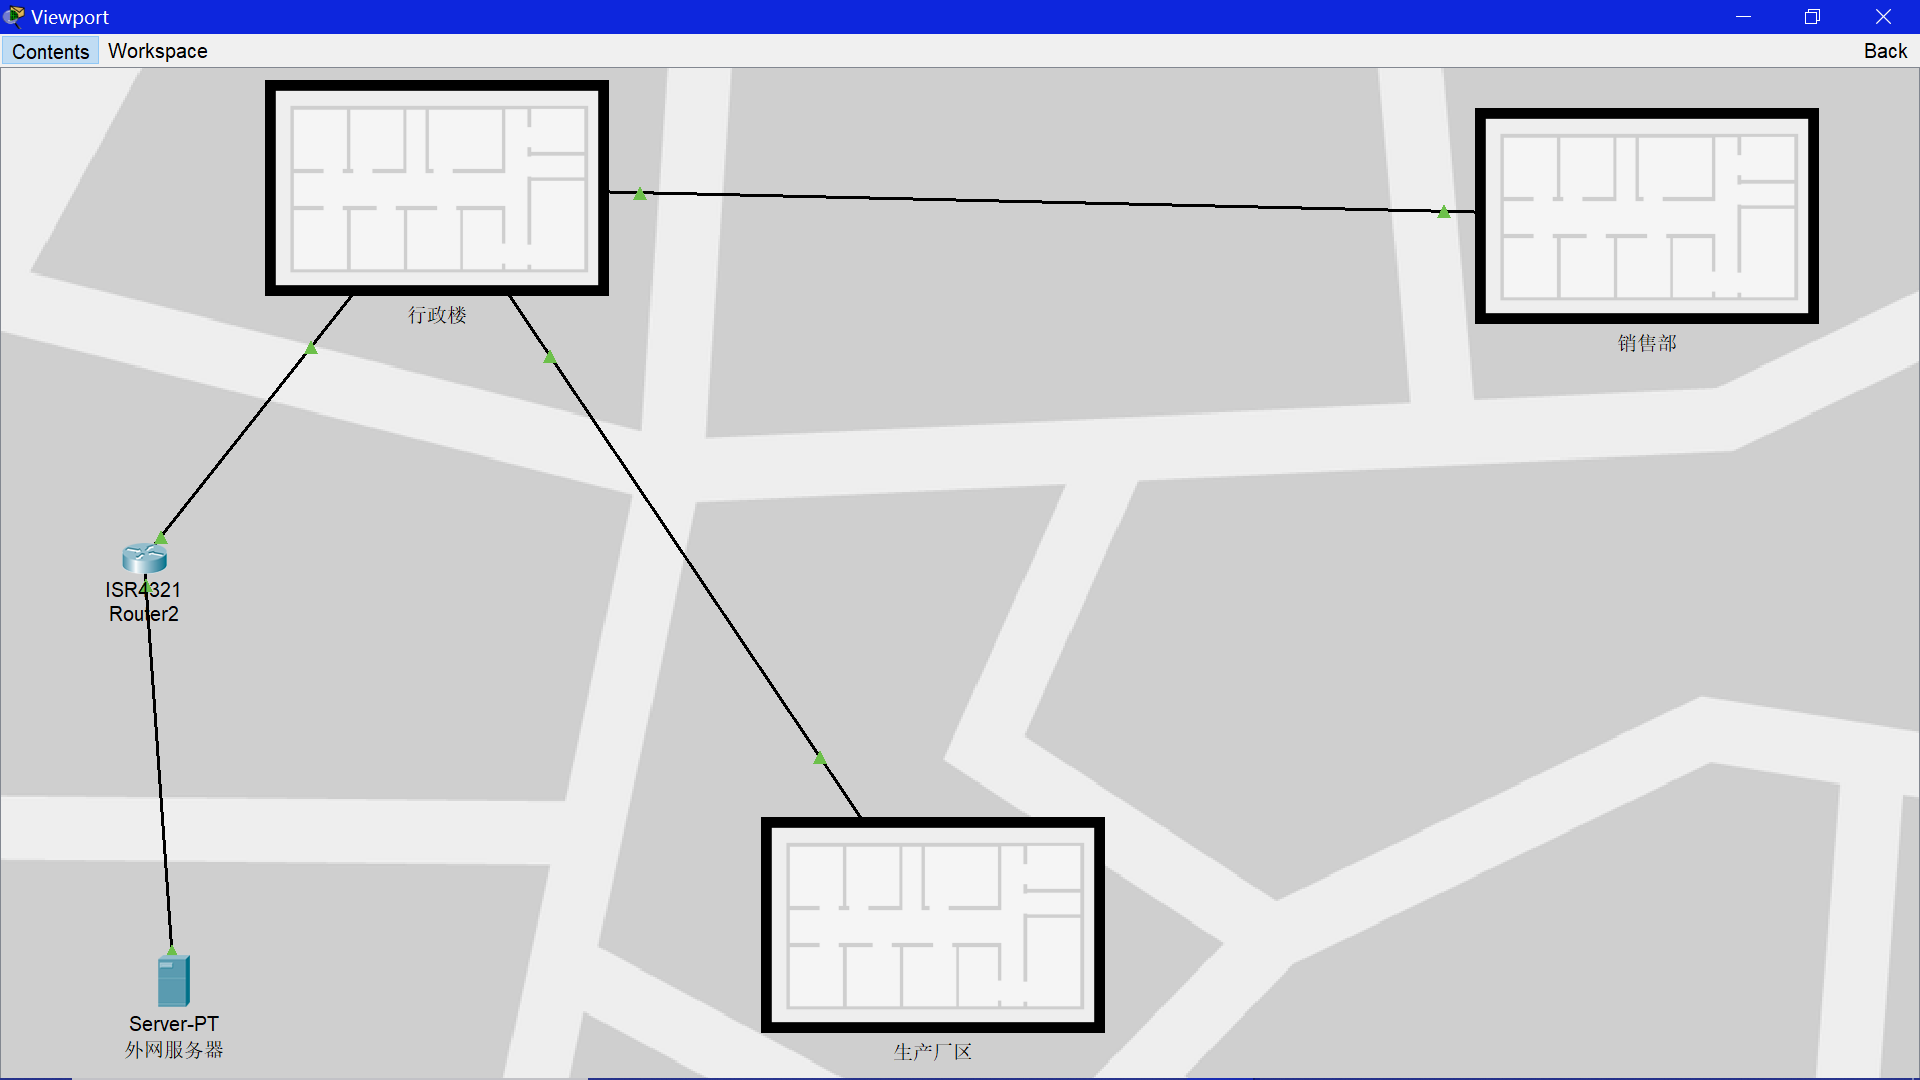 Viewport
Contents Workspace Back
行政楼
销售部
ISR4321
Router2
Server-PT
外网服务器
生产厂区